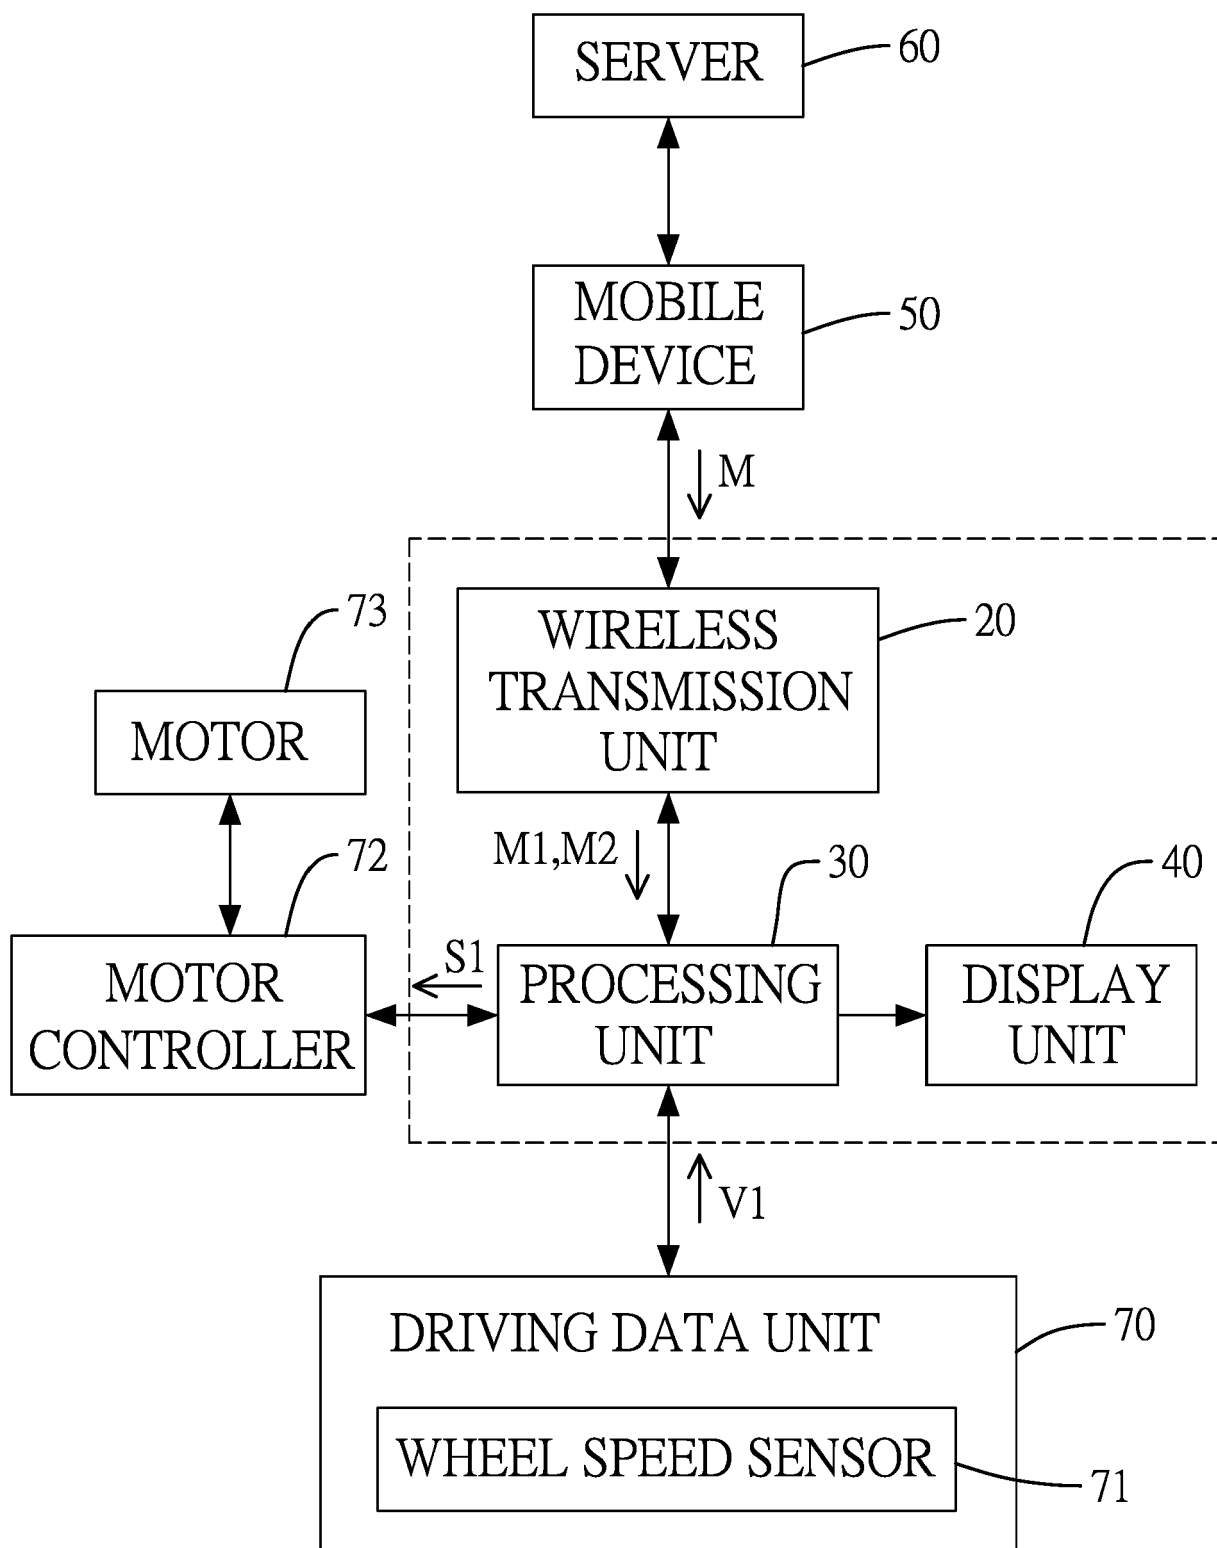 SERVER
60
MOBILE
DEVICE
50
M
WIRELESS
TRANSMISSION
UNIT
20
73
MOTOR
M1,M2
72
30
40
MOTOR
CONTROLLER
S1
PROCESSING
UNIT
DISPLAY
UNIT
V1
DRIVING DATA UNIT
70
WHEEL SPEED SENSOR
71